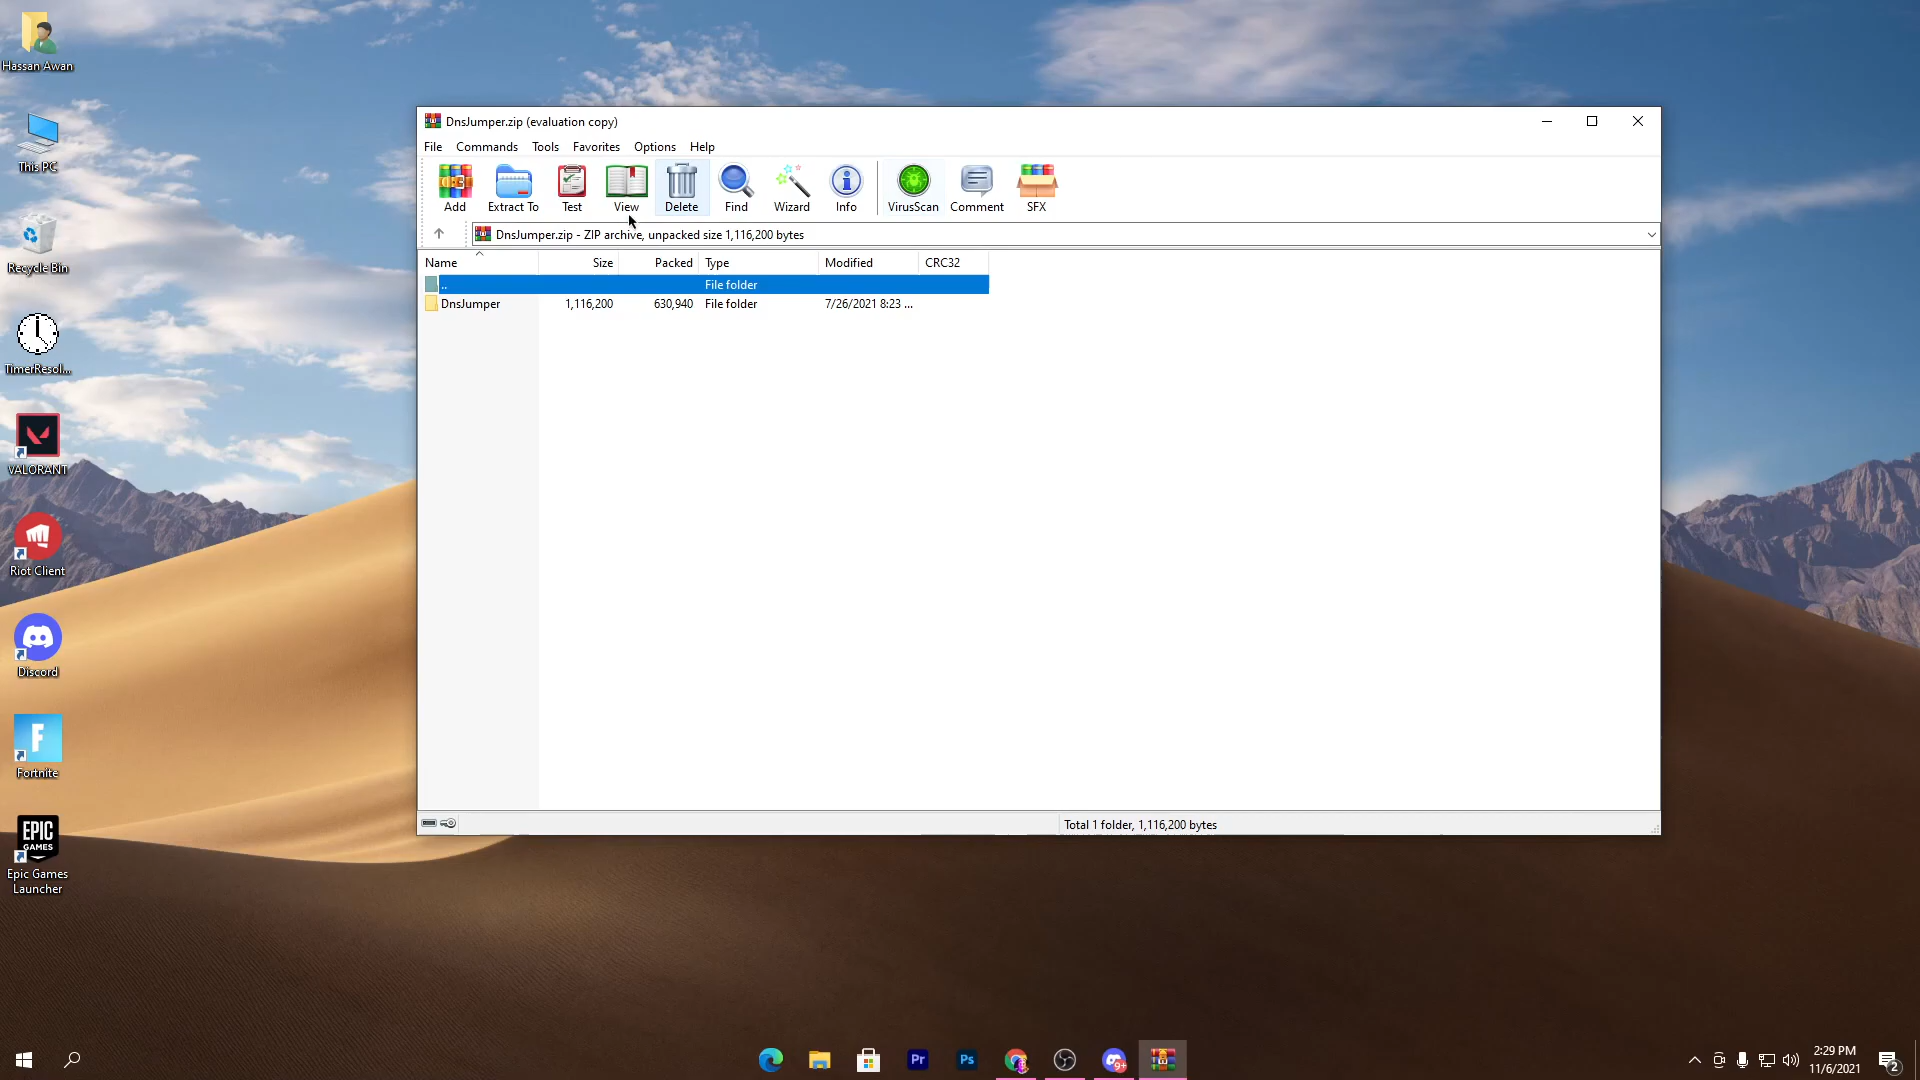 Hassan Awan
This PC
Recycle Bin
TimerResol...
VALORANT
Riot Client
Discord
F
Fortnite
EPIC
GAMES
Epic Games
Launcher
DnsJumper.zip (evaluation copy)
File Commands Tools Favorites Options Help
Add Extract To Test View Delete Find Wizard Info VirusScan Comment SFX
DnsJumper.zip - ZIP archive, unpacked size 1,116,200 bytes
Name Size Packed Type Modified CRC32
.. File folder
DnsJumper 1,116,200 630,940 File folder 7/26/2021 8:23 ...
Total 1 folder, 1,116,200 bytes
Pr Ps 9+
2:29 PM
11/6/2021
2